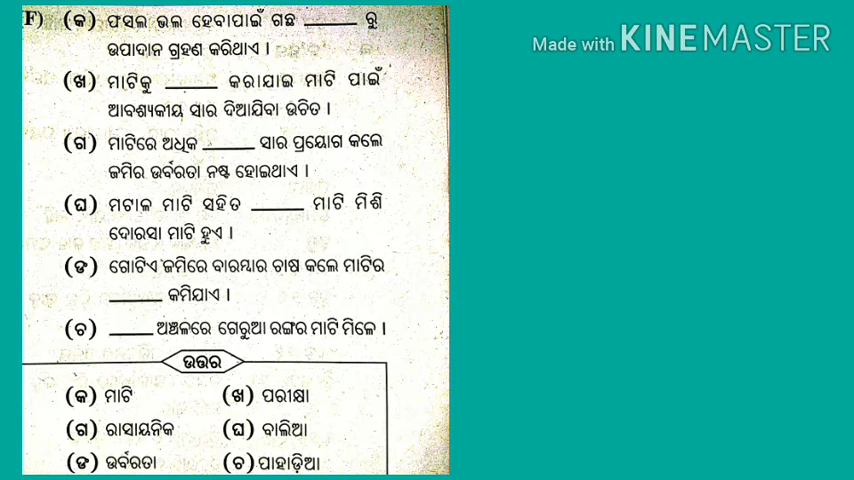 F) (କ) ଫସଲ ଭଲ ହେବାପାଇଁ ଗଛ ______ ରୁ
ଉପାଦାନ ଗ୍ରହଣ କରିଥାଏ ।
(ଖ) ମାଟିକୁ ______ କରାଯାଇ ମାଟି ପାଇଁ
ଆବଶ୍ୟକୀୟ ସାର ଦିଆଯିବା ଉଚିତ ।
(ଗ) ମାଟିରେ ଅଧିକ ______ ସାର ପ୍ରୟୋଗ କଲେ
ଜମିର ଉର୍ବରତା ନଷ୍ଟ ହୋଇଥାଏ ।
(ଘ) ମଟାଳ ମାଟି ସହିତ ______ ମାଟି ମିଶି
ଦୋରସା ମାଟି ହୁଏ ।
(ଙ) ଗୋଟିଏ ଜମିରେ ବାରମ୍ୱାର ଚାଷ କଲେ ମାଟିର
______ କମିଯାଏ ।
(ଚ) _____ ଅଞ୍ଚଳରେ ଗେରୁଆ ରଙ୍ଗର ମାଟି ମିଳେ ।
ଉତ୍ତର
(କ) ମାଟି (ଖ) ପରୀକ୍ଷା
(ଗ) ରାସାୟନିକ (ଘ) ବାଲିଆ
(ଙ) ଉର୍ବରତା (ଚ) ପାହାଡ଼ିଆ
Made with KINEMASTER